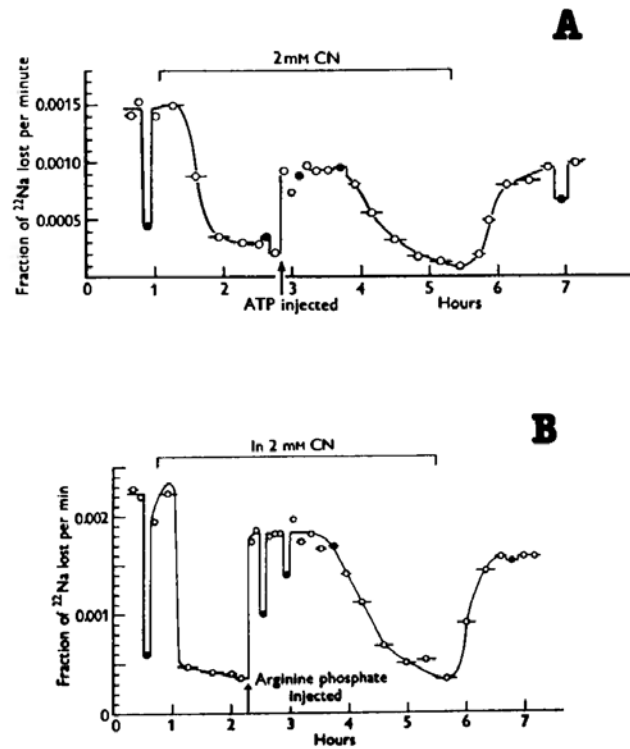 A
2mM CN
0.0015
0.0010
0.0005
0
Fraction of ²²Na lost per minute
0 1 2 3 4 5 6 7
ATP injected
Hours
B
In 2 mM CN
0.002
0.001
0
Fraction of ²²Na lost per min
Arginine phosphate
injected
0 1 2 3 4 5 6 7
Hours